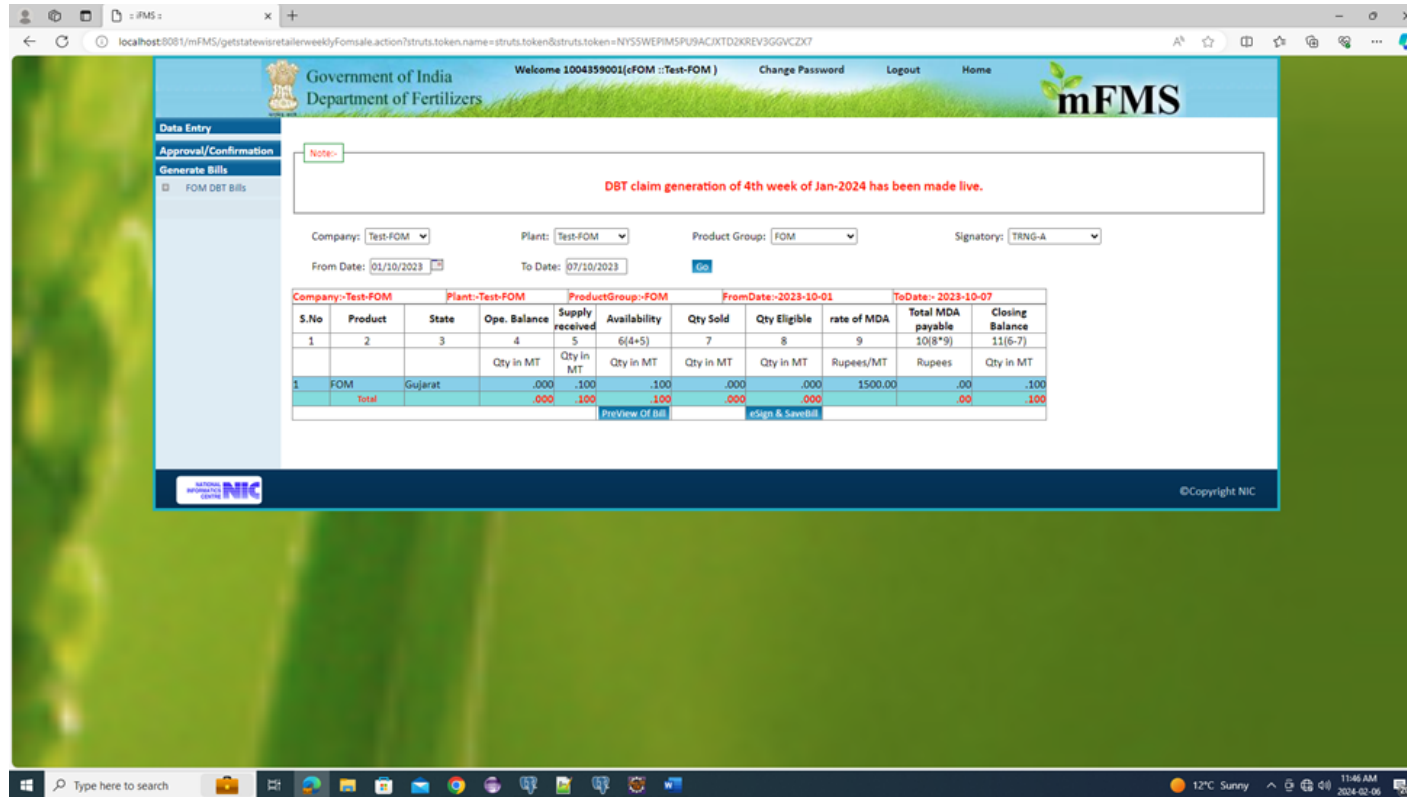 :: iFMS ::
localhost:8081/mFMS/getstatewisretailerweeklyFomsale.action?struts.token.name=struts.token&struts.token=NYS5WEPIM5PU9ACJXTD2KREV3GGVCZX7
Government of India
Department of Fertilizers
Welcome 1004359001(cFOM ::Test-FOM ) Change Password Logout Home
mFMS
Data Entry
Approval/Confirmation
Generate Bills
FOM DBT Bills
Note:-
DBT claim generation of 4th week of Jan-2024 has been made live.
Company: Test-FOM Plant: Test-FOM Product Group: FOM Signatory: TRNG-A
From Date: 01/10/2023 To Date: 07/10/2023 Go
Company:-Test-FOM Plant:-Test-FOM ProductGroup:-FOM FromDate:-2023-10-01 ToDate:- 2023-10-07
S.No Product State Ope. Balance Supply received Availability Qty Sold Qty Eligible rate of MDA Total MDA payable Closing Balance
1 2 3 4 5 6(4+5) 7 8 9 10(8*9) 11(6-7)
Qty in MT Qty in MT Qty in MT Qty in MT Qty in MT Rupees/MT Rupees Qty in MT
1 FOM Gujarat .000 .100 .100 .000 .000 1500.00 .00 .100
Total .000 .100 .100 .000 .000 .00 .100
PreView Of Bill eSign & SaveBill
NATIONAL INFORMATICS CENTRE NIC
©Copyright NIC
Type here to search
12°C Sunny
11:46 AM
2024-02-06